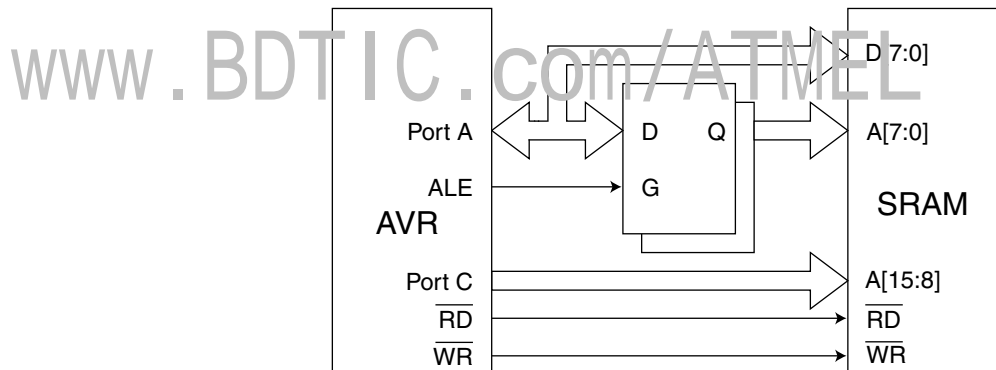 www.BDTIC.com/ATMEL
D[7:0]
Port A
D
Q
A[7:0]
ALE
G
AVR
SRAM
Port C
A[15:8]
RD
RD
WR
WR